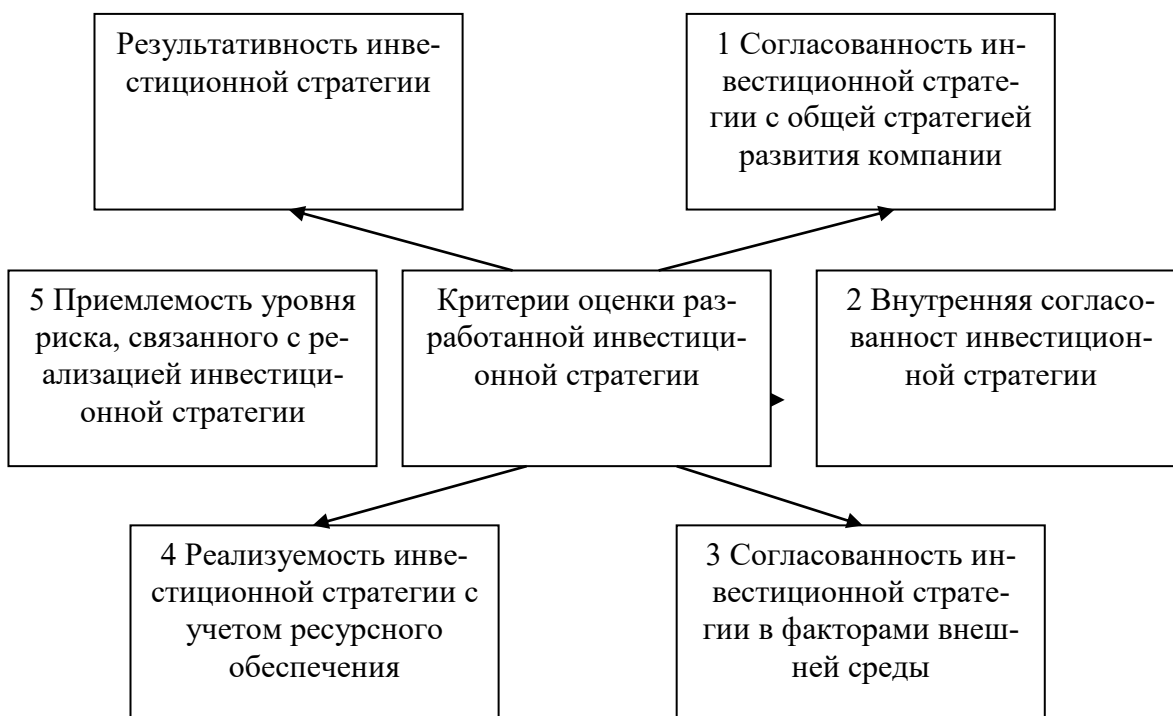 Результативность инве-
стиционной стратегии
1 Согласованность ин-
вестиционной страте-
гии с общей стратегией
развития компании
5 Приемлемость уровня
риска, связанного с ре-
ализацией инвестици-
онной стратегии
Критерии оценки раз-
работанной инвестици-
онной стратегии
2 Внутренняя согласо-
ванност инвестицион-
ной стратегии
4 Реализуемость инве-
стиционной стратегии с
учетом ресурсного
обеспечения
3 Согласованность ин-
вестиционной страте-
гии в факторами внеш-
ней среды